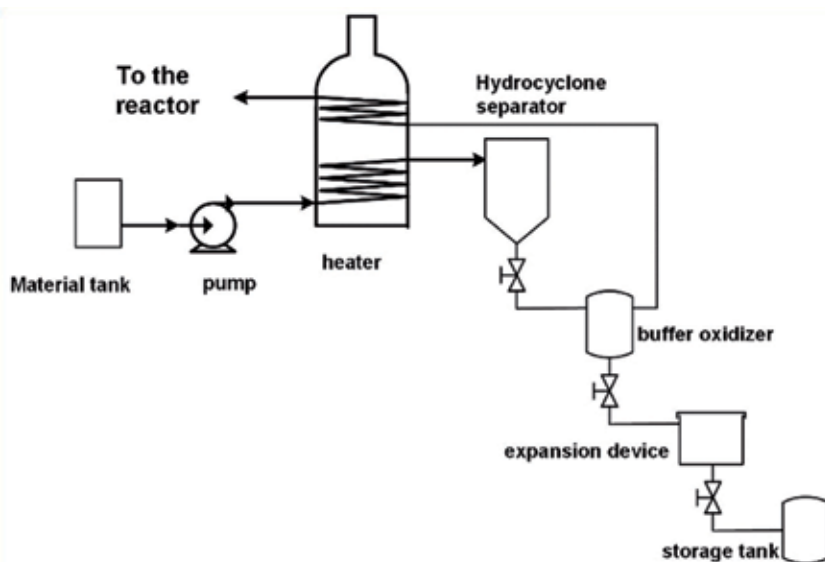 To the
reactor
Hydrocyclone
separator
Material tank
pump
heater
buffer oxidizer
expansion device
storage tank